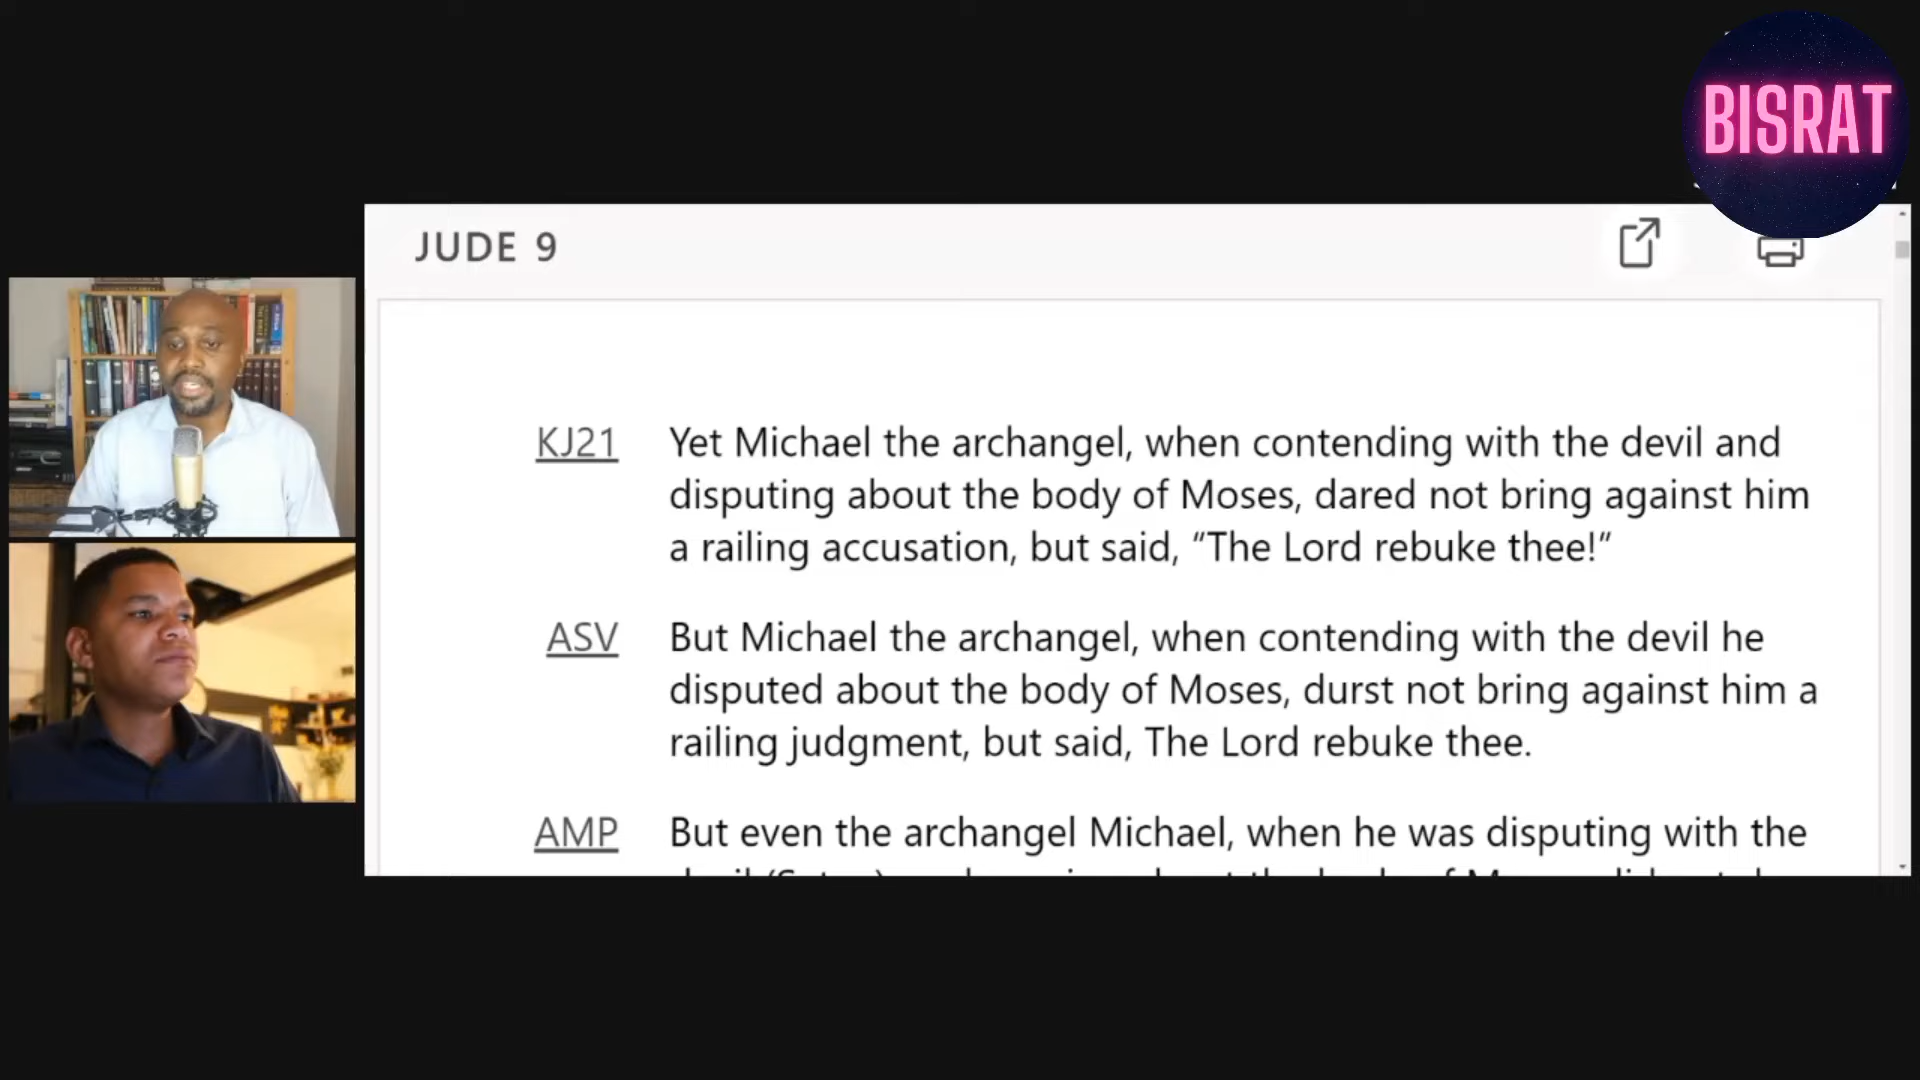 BISRAT
JUDE 9
KJ21 Yet Michael the archangel, when contending with the devil and
disputing about the body of Moses, dared not bring against him
a railing accusation, but said, “The Lord rebuke thee!”
ASV But Michael the archangel, when contending with the devil he
disputed about the body of Moses, durst not bring against him a
railing judgment, but said, The Lord rebuke thee.
AMP But even the archangel Michael, when he was disputing with the